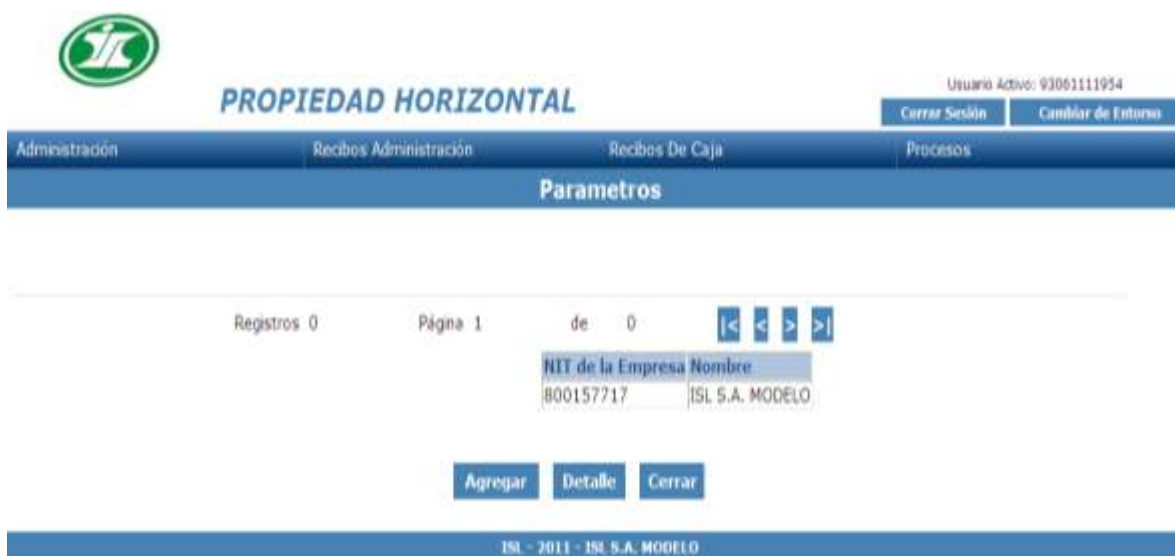 PROPIEDAD HORIZONTAL
Usuario Activo: 93061111954
Cerrar Sesión Cambiar de Entorno
Administración Recibos Administración Recibos De Caja Procesos
Parametros
Registros 0 Página 1 de 0 |< < > >|
NIT de la Empresa Nombre
800157717 ISL S.A. MODELO
Agregar Detalle Cerrar
ISL - 2011 - ISL S.A. MODELO